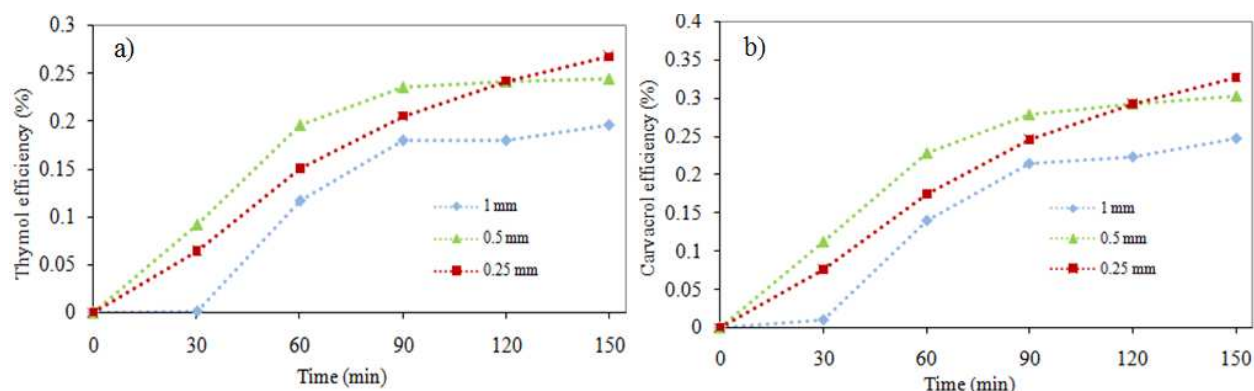 a)
Thymol efficiency (%)
0.3
0.25
0.2
0.15
0.1
0.05
0
1 mm
0.5 mm
0.25 mm
0 30 60 90 120 150
Time (min)
b)
Carvacrol efficiency (%)
0.4
0.35
0.3
0.25
0.2
0.15
0.1
0.05
0
1 mm
0.5 mm
0.25 mm
0 30 60 90 120 150
Time (min)